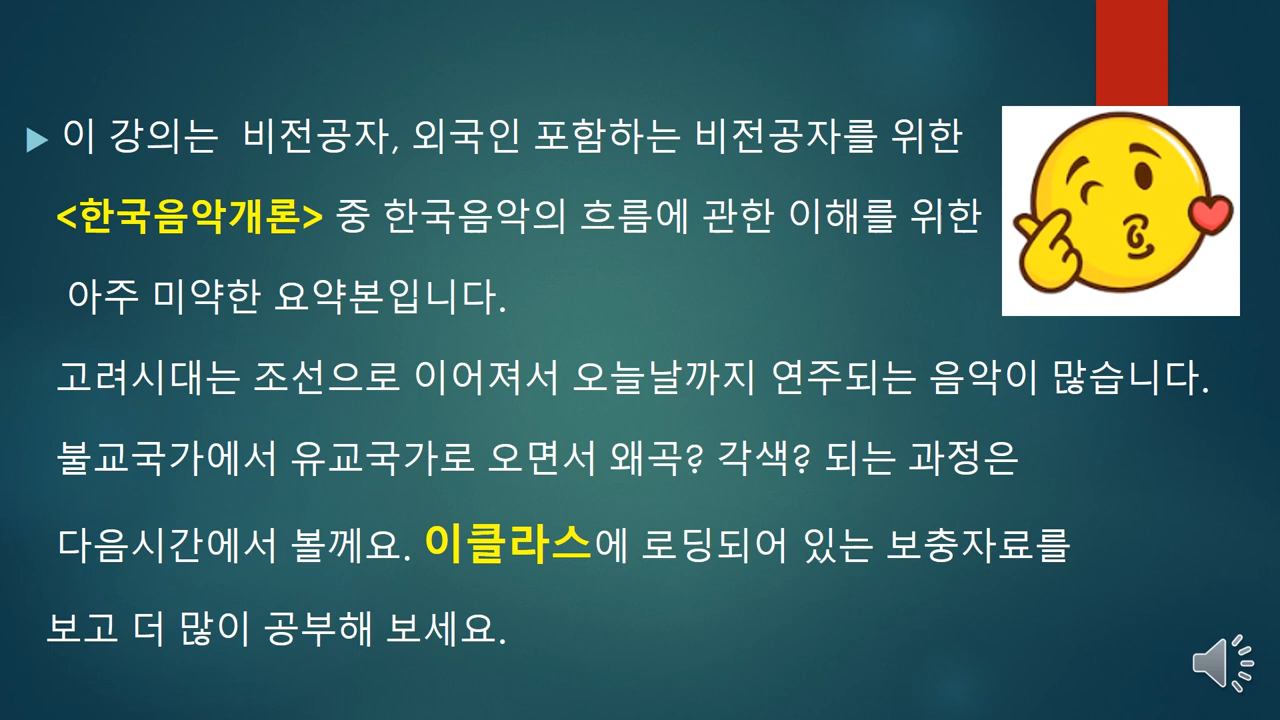 이 강의는 비전공자, 외국인 포함하는 비전공자를 위한
<한국음악개론> 중 한국음악의 흐름에 관한 이해를 위한
아주 미약한 요약본입니다.
고려시대는 조선으로 이어져서 오늘날까지 연주되는 음악이 많습니다.
불교국가에서 유교국가로 오면서 왜곡? 각색? 되는 과정은
다음시간에서 볼께요. 이클라스에 로딩되어 있는 보충자료를
보고 더 많이 공부해 보세요.